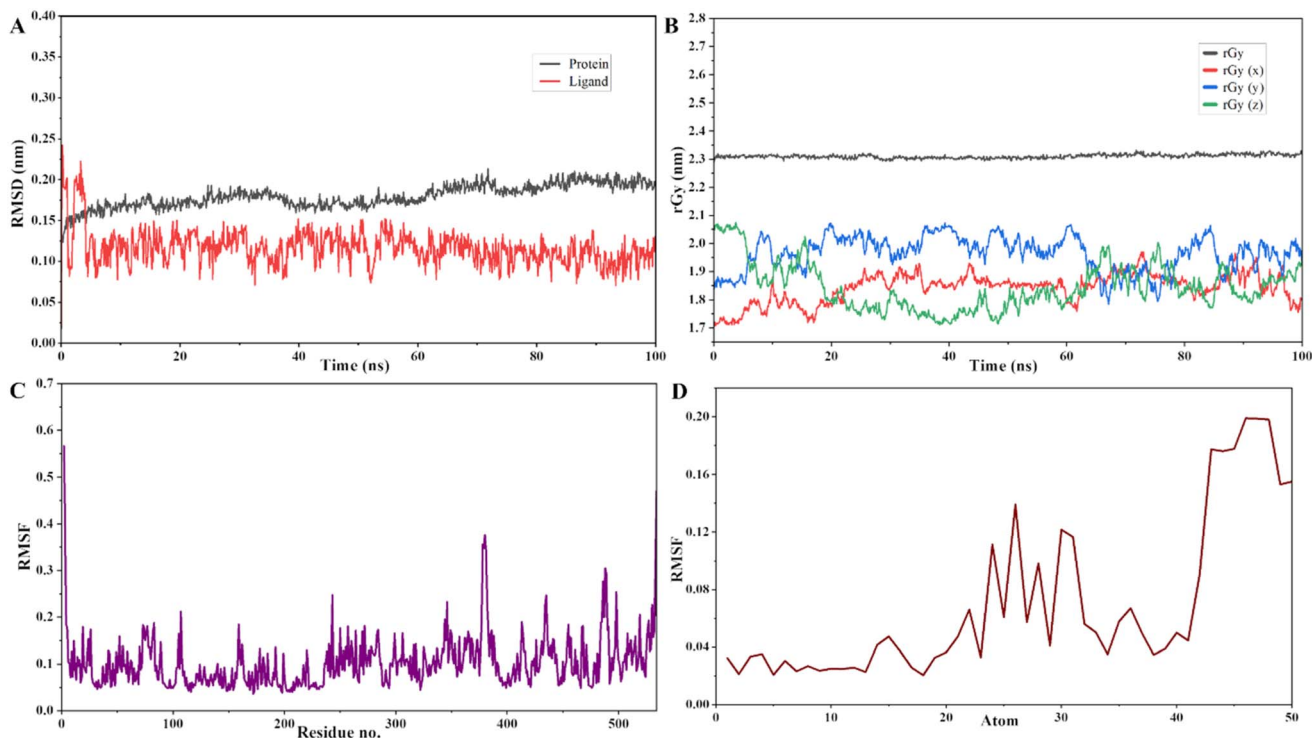 A
0.40
0.35
0.30
0.25
0.20
0.15
0.10
0.05
0.00
RMSD (nm)
Protein
Ligand
0 20 40 60 80 100
Time (ns)
B
2.8
2.7
2.6
2.5
2.4
2.3
2.2
2.1
2.0
1.9
1.8
1.7
rGy (nm)
rGy
rGy (x)
rGy (y)
rGy (z)
0 20 40 60 80 100
Time (ns)
C
0.7
0.6
0.5
0.4
0.3
0.2
0.1
0.0
RMSF
0 100 200 300 400 500
Residue no.
D
0.20
0.16
0.12
0.08
0.04
0.00
RMSF
0 10 20 30 40 50
Atom